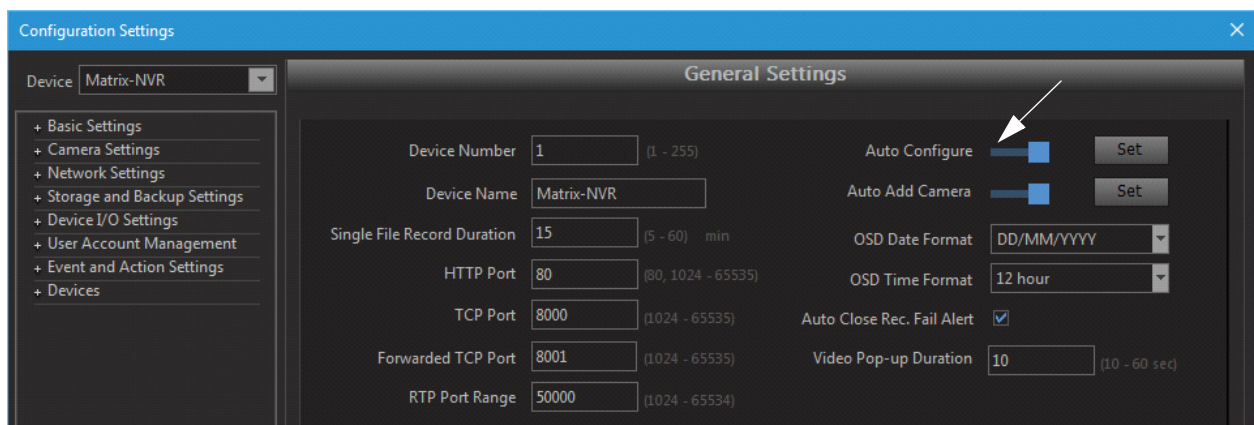 Configuration Settings
Device Matrix-NVR
General Settings
+ Basic Settings
+ Camera Settings
+ Network Settings
+ Storage and Backup Settings
+ Device I/O Settings
+ User Account Management
+ Event and Action Settings
+ Devices
Device Number 1 (1 - 255)
Device Name Matrix-NVR
Single File Record Duration 15 (5 - 60) min
HTTP Port 80 (80, 1024 - 65535)
TCP Port 8000 (1024 - 65535)
Forwarded TCP Port 8001 (1024 - 65535)
RTP Port Range 50000 (1024 - 65534)
Auto Configure Set
Auto Add Camera Set
OSD Date Format DD/MM/YYYY
OSD Time Format 12 hour
Auto Close Rec. Fail Alert
Video Pop-up Duration 10 (10 - 60 sec)